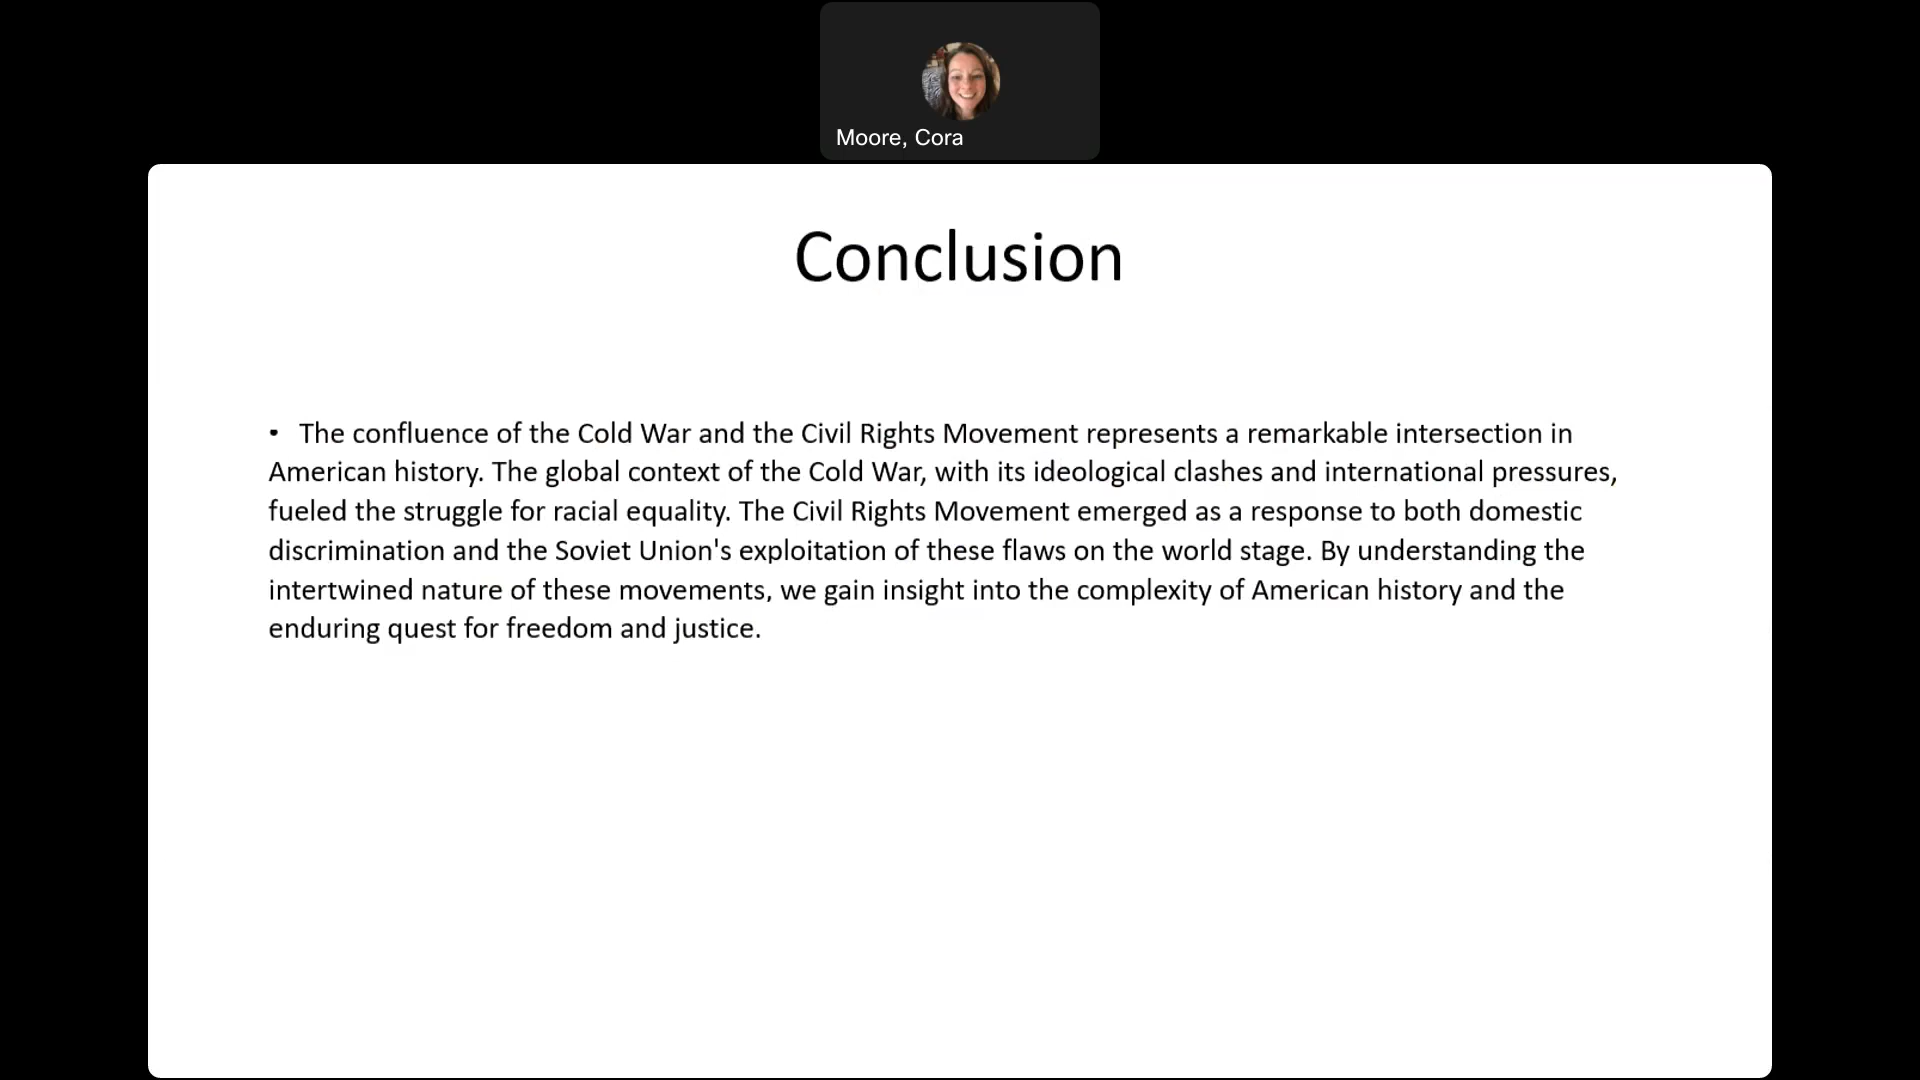 Moore, Cora
Conclusion
• The confluence of the Cold War and the Civil Rights Movement represents a remarkable intersection in
American history. The global context of the Cold War, with its ideological clashes and international pressures,
fueled the struggle for racial equality. The Civil Rights Movement emerged as a response to both domestic
discrimination and the Soviet Union's exploitation of these flaws on the world stage. By understanding the
intertwined nature of these movements, we gain insight into the complexity of American history and the
enduring quest for freedom and justice.